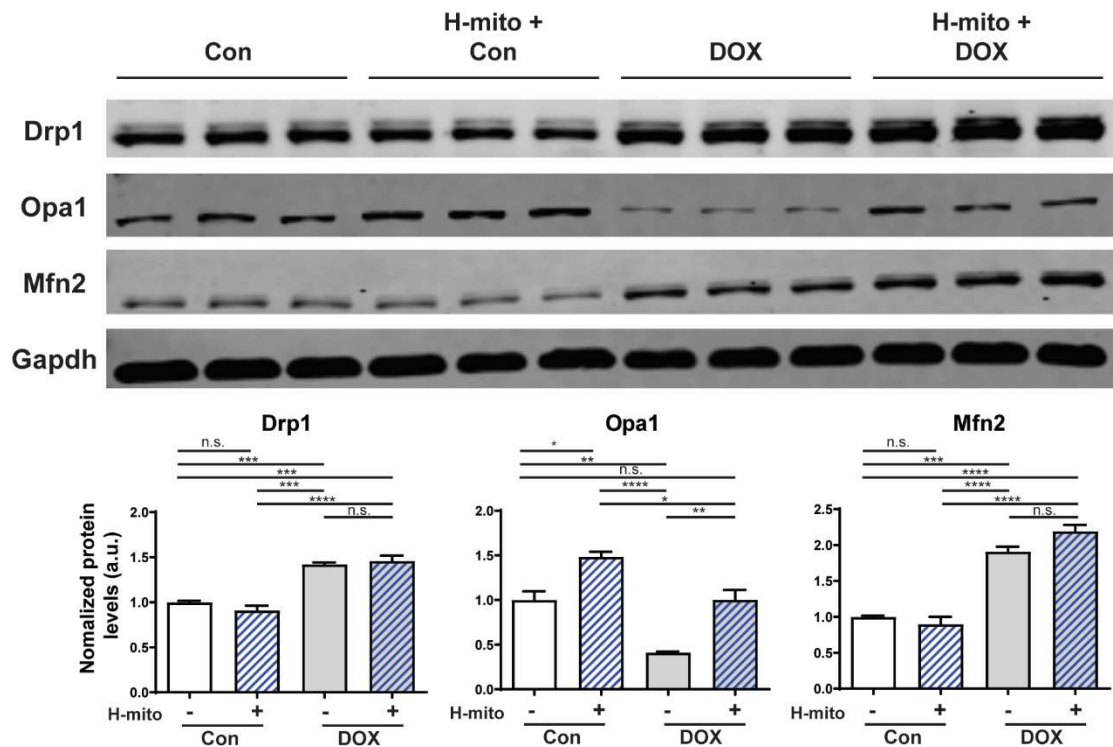 H-mito + H-mito +
Con Con DOX DOX
Drp1
Opa1
Mfn2
Gapdh
Drp1
n.s.
***
***
***
****
n.s.
Nomalized protein
levels (a.u.)
2.0
1.5
1.0
0.5
0.0
H-mito - + - +
Con DOX
Opa1
*
**
n.s.
****
*
**
2.0
1.5
1.0
0.5
0.0
H-mito - + - +
Con DOX
Mfn2
n.s.
***
****
****
****
n.s.
2.5
2.0
1.5
1.0
0.5
0.0
H-mito - + - +
Con DOX